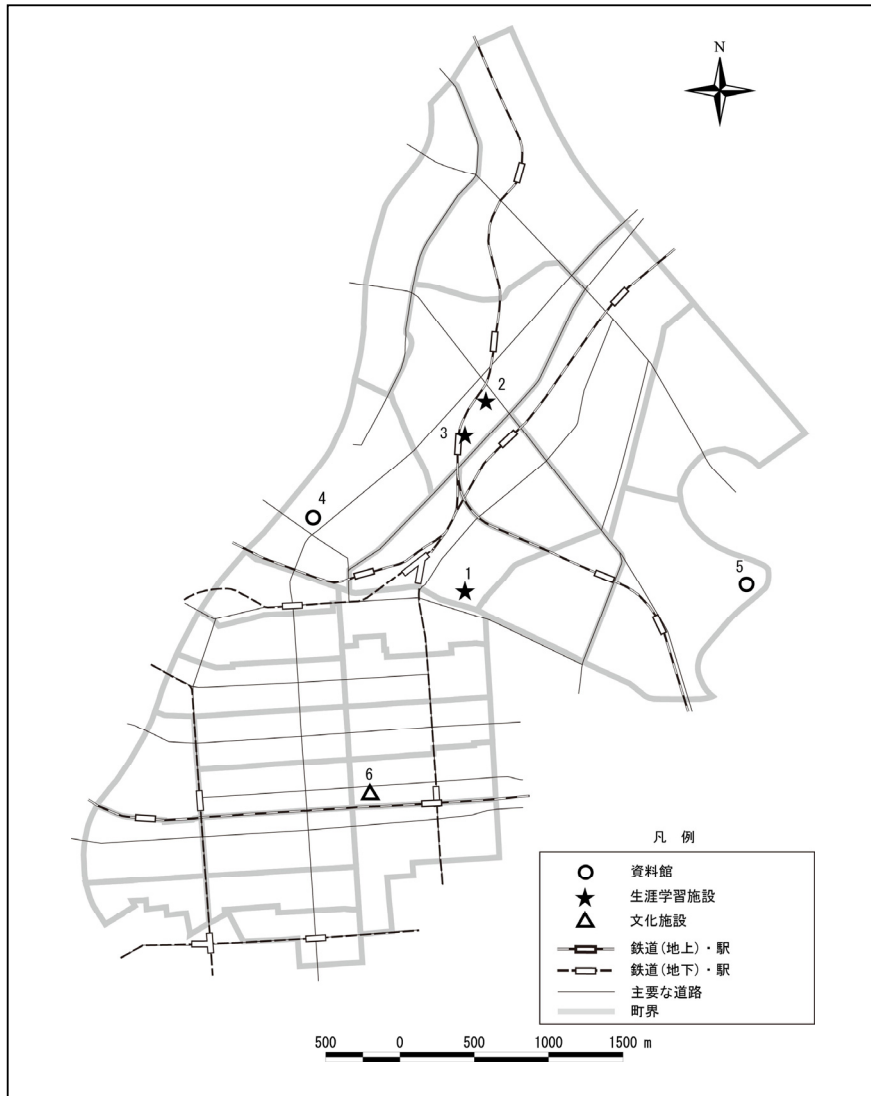 N
2
3
4
1
5
6
凡 例
資料館
生涯学習施設
文化施設
鉄道(地上)・駅
鉄道(地下)・駅
主要な道路
町界
500 0 500 1000 1500 m